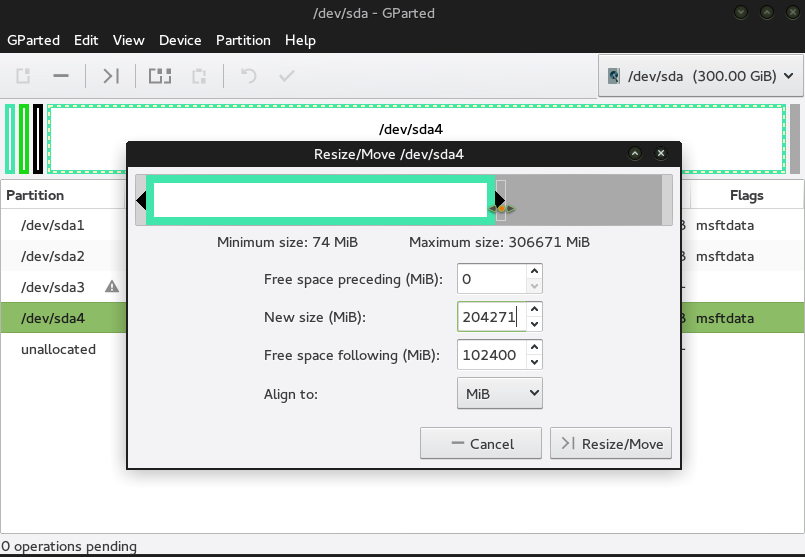 /dev/sda - GParted
GParted Edit View Device Partition Help
/dev/sda (300.00 GiB)
/dev/sda4
Resize/Move /dev/sda4
Partition
Flags
/dev/sda1
msftdata
/dev/sda2
msftdata
/dev/sda3
/dev/sda4
msftdata
unallocated
Minimum size: 74 MiB Maximum size: 306671 MiB
Free space preceding (MiB): 0
New size (MiB): 204271
Free space following (MiB): 102400
Align to: MiB
Cancel
Resize/Move
0 operations pending